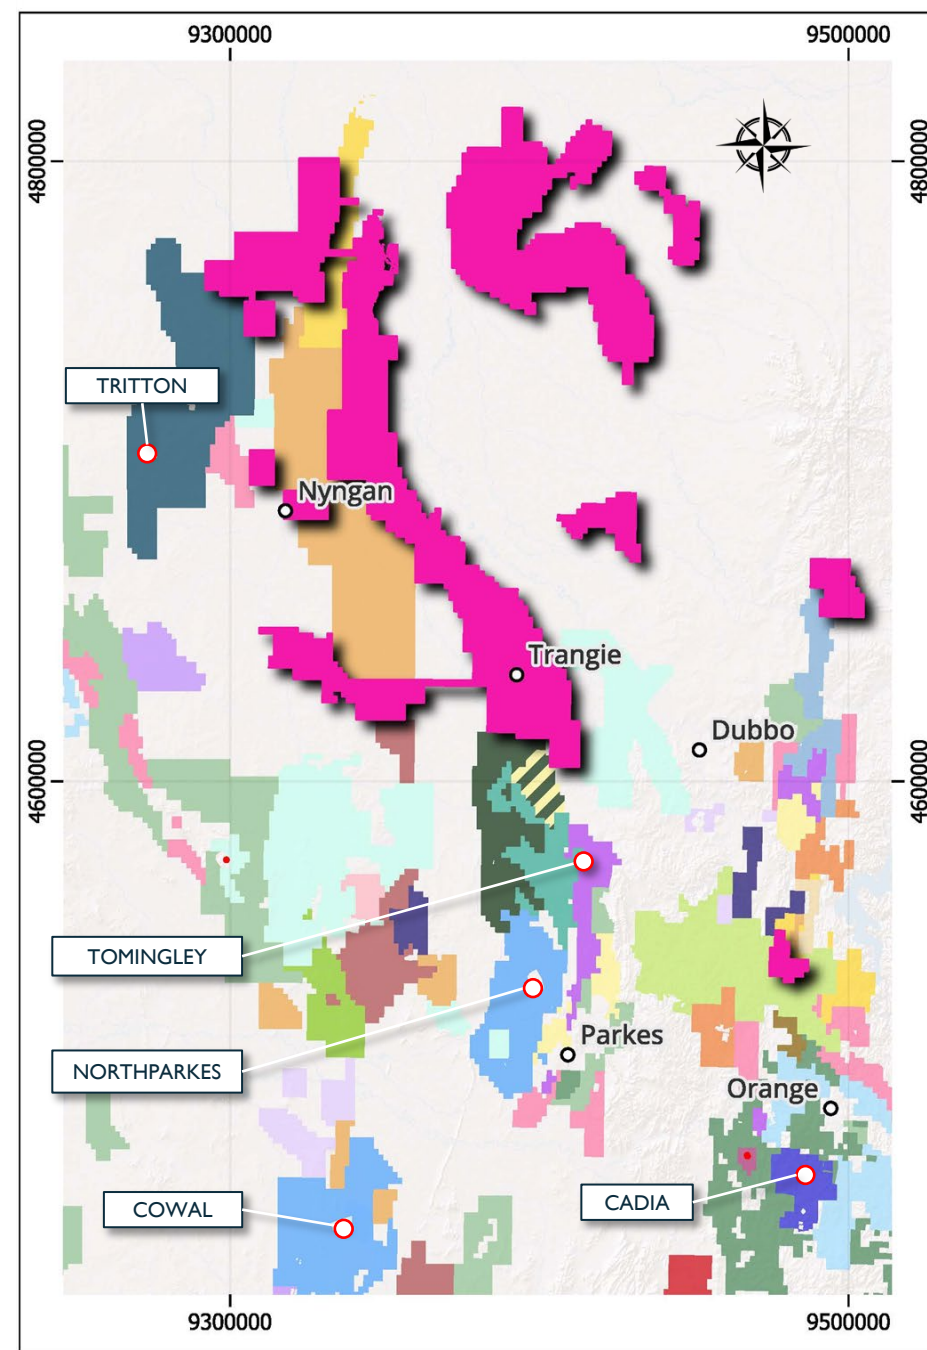 9300000
9500000
4800000
4800000
TRITTON
Nyngan
Trangie
Dubbo
4600000
4600000
TOMINGLEY
NORTHPARKES
Parkes
Orange
COWAL
CADIA
9300000
9500000